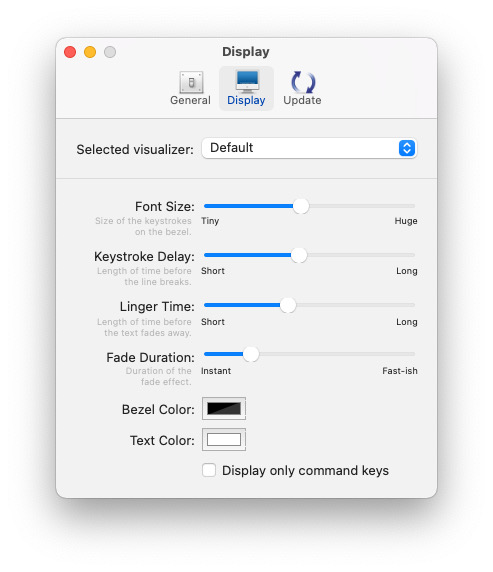 Display
General
Display
Update
Selected visualizer:
Default
Font Size:
Size of the keystrokes
on the bezel.
Tiny
Huge
Keystroke Delay:
Length of time before
the line breaks.
Short
Long
Linger Time:
Length of time before
the text fades away.
Short
Long
Fade Duration:
Duration of the
fade effect.
Instant
Fast-ish
Bezel Color:
Text Color:
Display only command keys